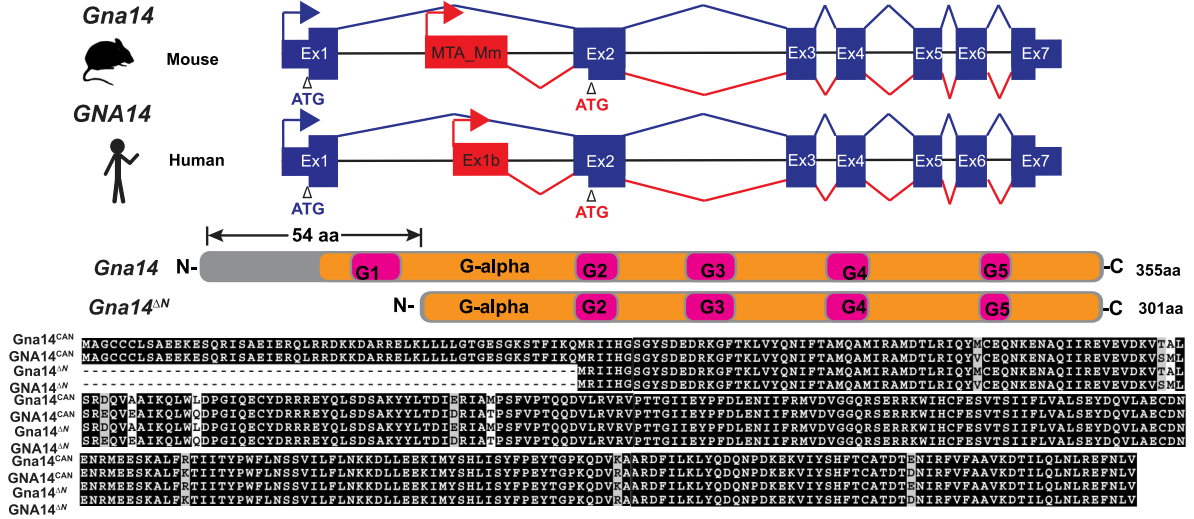 Gna14
Mouse
Ex1 MTA_Mm Ex2 Ex3 Ex4 Ex5 Ex6 Ex7
ATG ATG
GNA14
Human
Ex1 Ex1b Ex2 Ex3 Ex4 Ex5 Ex6 Ex7
ATG ATG
54 aa
Gna14 N- G1 G-alpha G2 G3 G4 G5 -C 355aa
Gna14ΔN N- G-alpha G2 G3 G4 G5 -C 301aa
Gna14CAN MAGCCCLSAEEKESQRISAEIERQLRRDKKDARRELKLLLLGTGESGKSTFIKQMRIIHGSGYSDEDRKGFTKLVYQNIFTAMQAMIRAMDTLRIQYMCEQNKENAQIIREVEVDKVTAL
GNA14CAN MAGCCCLSAEEKESQRISAEIERQLRRDKKDARRELKLLLLGTGESGKSTFIKQMRIIHGSGYSDEDRKGFTKLVYQNIFTAMQAMIRAMDTLRIQYVCEQNKENAQIIREVEVDKVSML
Gna14ΔN ------------------------------------------------------MRIIHGSGYSDEDRKGFTKLVYQNIFTAMQAMIRAMDTLRIQYMCEQNKENAQIIREVEVDKVTAL
GNA14ΔN ------------------------------------------------------MRIIHGSGYSDEDRKGFTKLVYQNIFTAMQAMIRAMDTLRIQYVCEQNKENAQIIREVEVDKVSML
Gna14CAN SRDQVAAIKQLWLDPGIQECYDRRREYQLSDSAKYYLTDIERIAMPSFVPTQQDVLRVRVPTTGIIEYPFDLENIIFRMVDVGGQRSERRKWIHCFESVTSIIFLVALSEYDQVLAECDN
GNA14CAN SREQVEAIKQLWQDPGIQECYDRRREYQLSDSAKYYLTDIDRIATPSFVPTQQDVLRVRVPTTGIIEYPFDLENIIFRMVDVGGQRSERRKWIHCFESVTSIIFLVALSEYDQVLAECDN
Gna14ΔN SRDQVAAIKQLWLDPGIQECYDRRREYQLSDSAKYYLTDIERIAMPSFVPTQQDVLRVRVPTTGIIEYPFDLENIIFRMVDVGGQRSERRKWIHCFESVTSIIFLVALSEYDQVLAECDN
GNA14ΔN SREQVEAIKQLWQDPGIQECYDRRREYQLSDSAKYYLTDIDRIATPSFVPTQQDVLRVRVPTTGIIEYPFDLENIIFRMVDVGGQRSERRKWIHCFESVTSIIFLVALSEYDQVLAECDN
Gna14CAN ENRMEESKALFRTIITYPWFLNSSVILFLNKKDLLEEKIMYSHLISYFPEYTGPKQDVKAARDFILKLYQDQNPDKEKVIYSHFTCATDTENIRFVFAAVKDTILQLNLREFNLV
GNA14CAN ENRMEESKALFKTIITYPWFLNSSVILFLNKKDLLEEKIMYSHLISYFPEYTGPKQDVRAARDFILKLYQDQNPDKEKVIYSHFTCATDTDNIRFVFAAVKDTILQLNLREFNLV
Gna14ΔN ENRMEESKALFRTIITYPWFLNSSVILFLNKKDLLEEKIMYSHLISYFPEYTGPKQDVKAARDFILKLYQDQNPDKEKVIYSHFTCATDTENIRFVFAAVKDTILQLNLREFNLV
GNA14ΔN ENRMEESKALFKTIITYPWFLNSSVILFLNKKDLLEEKIMYSHLISYFPEYTGPKQDVRAARDFILKLYQDQNPDKEKVIYSHFTCATDTDNIRFVFAAVKDTILQLNLREFNLV